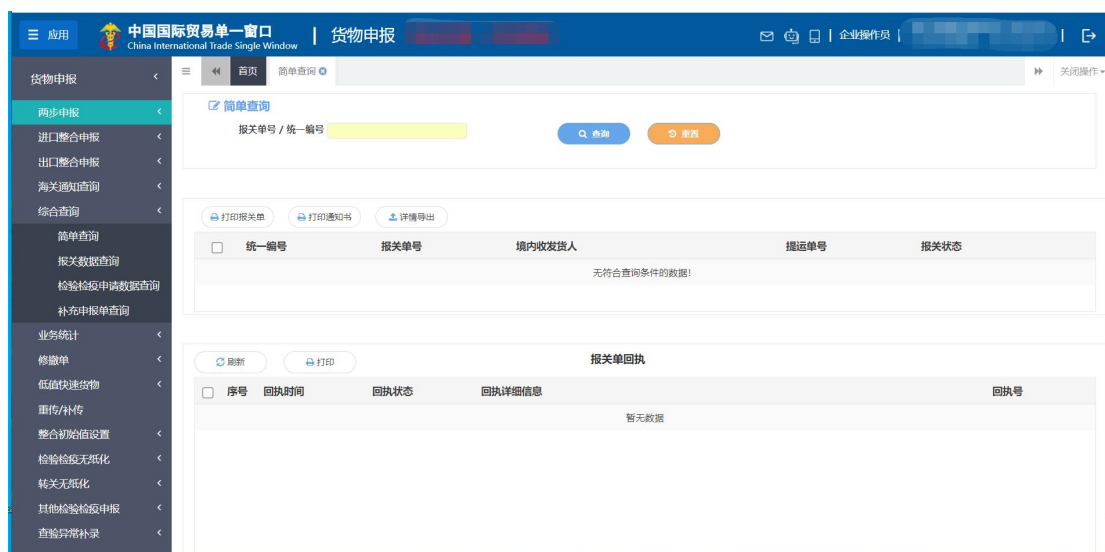 应用
中国国际贸易单一窗口
China International Trade Single Window
货物申报
企业操作员
货物申报
首页
简单查询
关闭操作
两步申报
进口整合申报
出口整合申报
海关通知查询
综合查询
简单查询
报关数据查询
检验检疫申请数据查询
补充申报单查询
业务统计
修撤单
低值快速货物
重传/补传
整合初始值设置
检验检疫无纸化
转关无纸化
其他检验检疫申报
查验异常补录
简单查询
报关单号 / 统一编号
查询
重置
打印报关单
打印通知书
详情导出
统一编号 报关单号 境内收发货人 提运单号 报关状态
无符合查询条件的数据!
刷新
打印
报关单回执
序号 回执时间 回执状态 回执详细信息 回执号
暂无数据